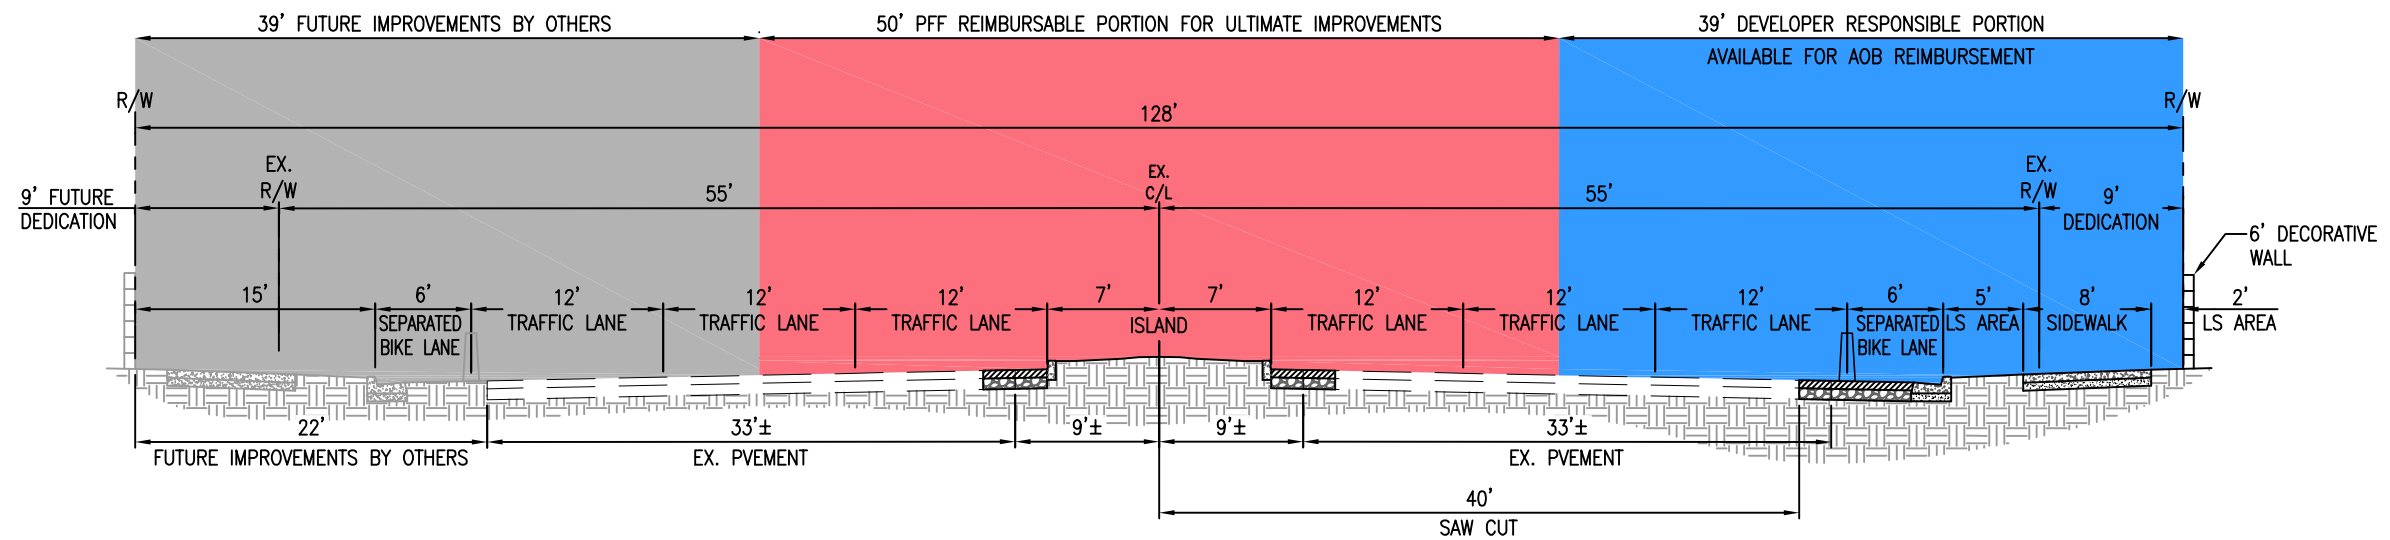 39' FUTURE IMPROVEMENTS BY OTHERS
50' PFF REIMBURSABLE PORTION FOR ULTIMATE IMPROVEMENTS
39' DEVELOPER RESPONSIBLE PORTION
AVAILABLE FOR AOB REIMBURSEMENT
R/W
R/W
128'
EX.
R/W
EX.
C/L
EX.
R/W
9' FUTURE
DEDICATION
55'
55'
9'
DEDICATION
6' DECORATIVE
WALL
15'
6'
SEPARATED
BIKE LANE
12'
TRAFFIC LANE
12'
TRAFFIC LANE
12'
TRAFFIC LANE
7'
7'
ISLAND
12'
TRAFFIC LANE
12'
TRAFFIC LANE
12'
TRAFFIC LANE
6'
SEPARATED
BIKE LANE
5'
LS AREA
8'
SIDEWALK
2'
LS AREA
22'
FUTURE IMPROVEMENTS BY OTHERS
33'±
EX. PVEMENT
9'±
9'±
33'±
EX. PVEMENT
40'
SAW CUT